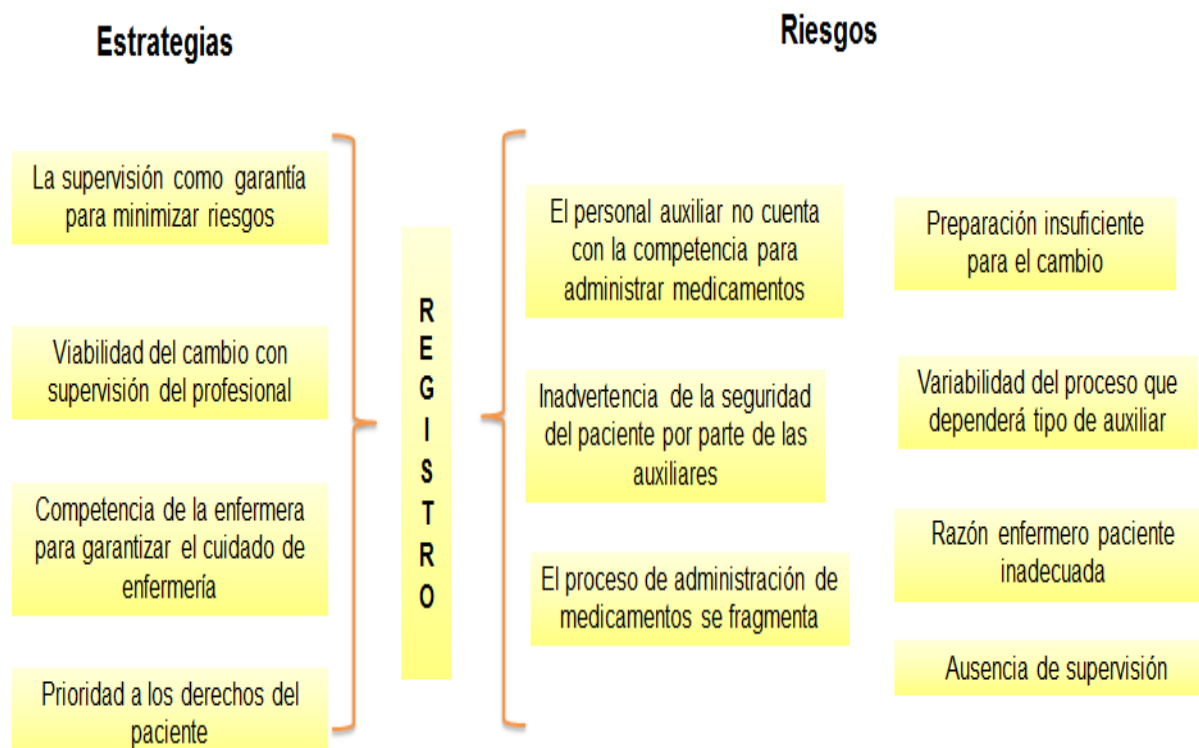 Estrategias
Riesgos
La supervisión como garantía
para minimizar riesgos
Viabilidad del cambio con
supervisión del profesional
Competencia de la enfermera
para garantizar el cuidado de
enfermería
Prioridad a los derechos del
paciente
R
E
G
I
S
T
R
O
El personal auxiliar no cuenta
con la competencia para
administrar medicamentos
Inadvertencia de la seguridad
del paciente por parte de las
auxiliares
El proceso de administración de
medicamentos se fragmenta
Preparación insuficiente
para el cambio
Variabilidad del proceso que
dependerá tipo de auxiliar
Razón enfermero paciente
inadecuada
Ausencia de supervisión